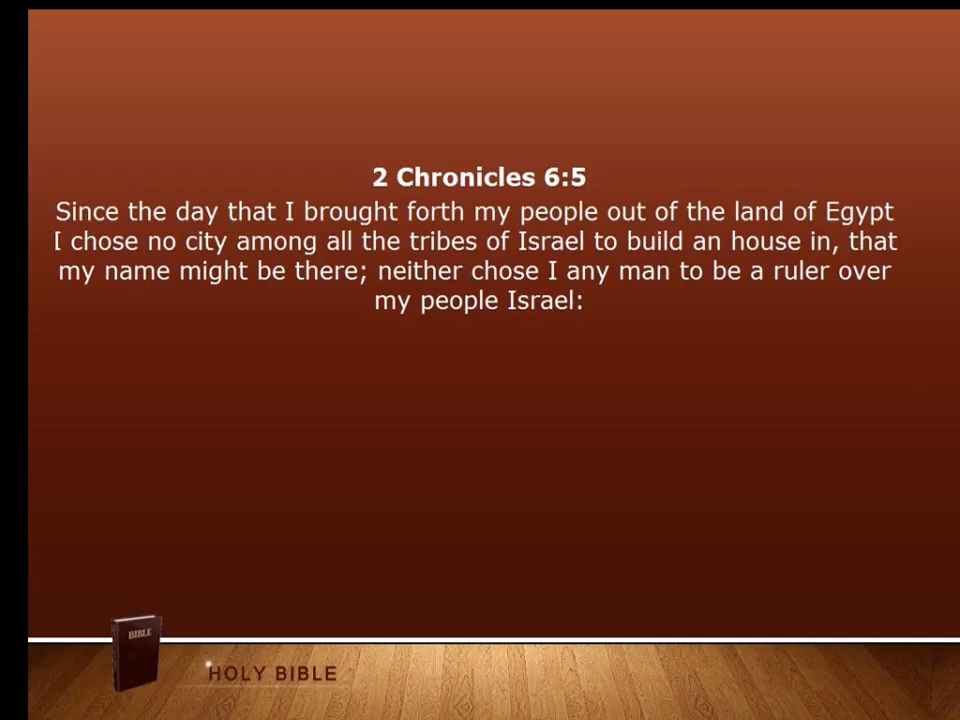 2 Chronicles 6:5
Since the day that I brought forth my people out of the land of Egypt
I chose no city among all the tribes of Israel to build an house in, that
my name might be there; neither chose I any man to be a ruler over
my people Israel:
BIBLE
HOLY BIBLE